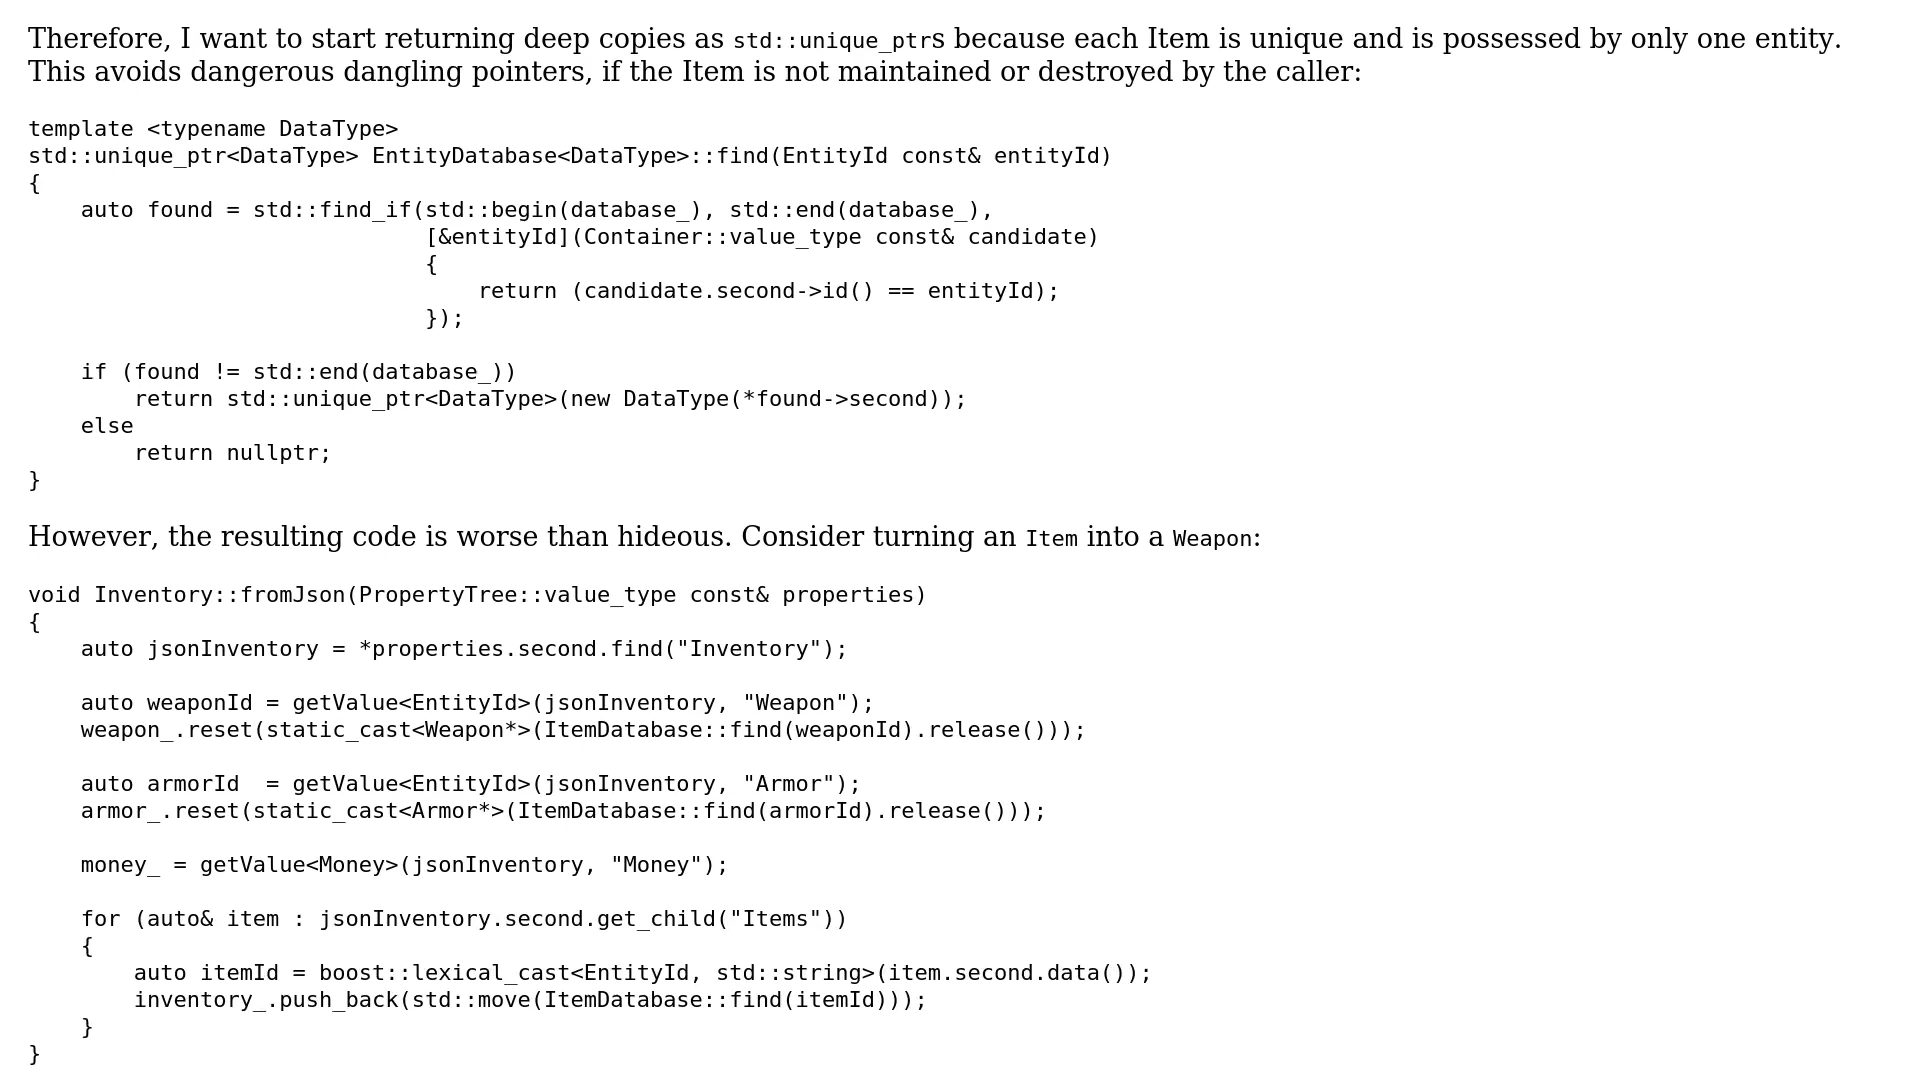 Therefore, I want to start returning deep copies as std::unique_ptrs because each Item is unique and is possessed by only one entity.
This avoids dangerous dangling pointers, if the Item is not maintained or destroyed by the caller:
template <typename DataType>
std::unique_ptr<DataType> EntityDatabase<DataType>::find(EntityId const& entityId)
{
    auto found = std::find_if(std::begin(database_), std::end(database_),
                              [&entityId](Container::value_type const& candidate)
                              {
                                  return (candidate.second->id() == entityId);
                              });

    if (found != std::end(database_))
        return std::unique_ptr<DataType>(new DataType(*found->second));
    else
        return nullptr;
}
However, the resulting code is worse than hideous. Consider turning an Item into a Weapon:
void Inventory::fromJson(PropertyTree::value_type const& properties)
{
    auto jsonInventory = *properties.second.find("Inventory");

    auto weaponId = getValue<EntityId>(jsonInventory, "Weapon");
    weapon_.reset(static_cast<Weapon*>(ItemDatabase::find(weaponId).release()));

    auto armorId  = getValue<EntityId>(jsonInventory, "Armor");
    armor_.reset(static_cast<Armor*>(ItemDatabase::find(armorId).release()));

    money_ = getValue<Money>(jsonInventory, "Money");

    for (auto& item : jsonInventory.second.get_child("Items"))
    {
        auto itemId = boost::lexical_cast<EntityId, std::string>(item.second.data());
        inventory_.push_back(std::move(ItemDatabase::find(itemId)));
    }
}